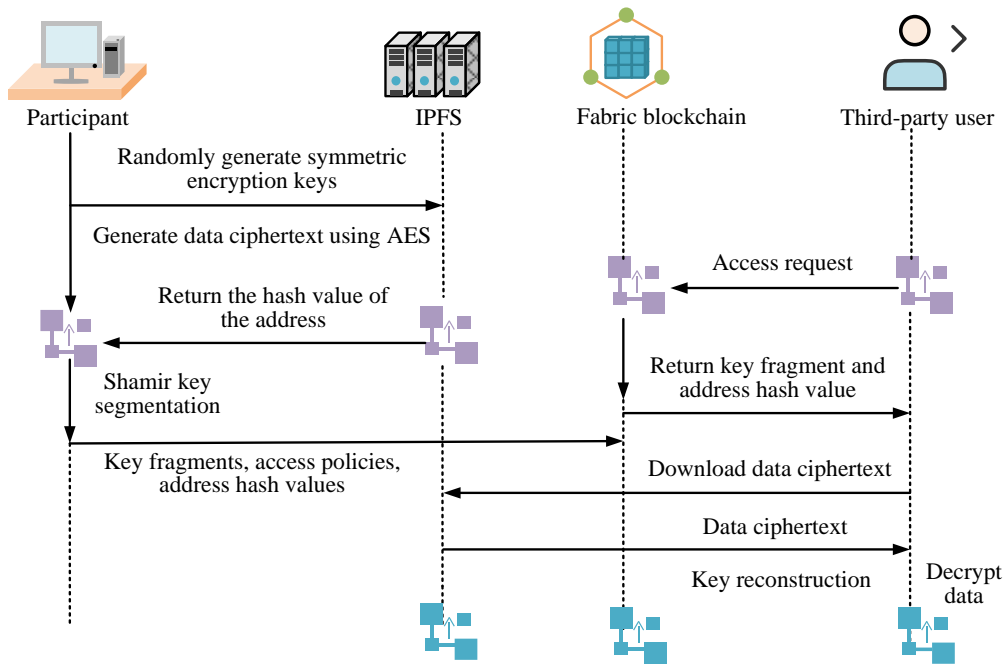 Participant
IPFS
Fabric blockchain
Third-party user
Randomly generate symmetric
encryption keys
Generate data ciphertext using AES
Access request
Return the hash value of
the address
Return key fragment and
address hash value
Shamir key
segmentation
Key fragments, access policies,
address hash values
Download data ciphertext
Data ciphertext
Key reconstruction
Decrypt
data